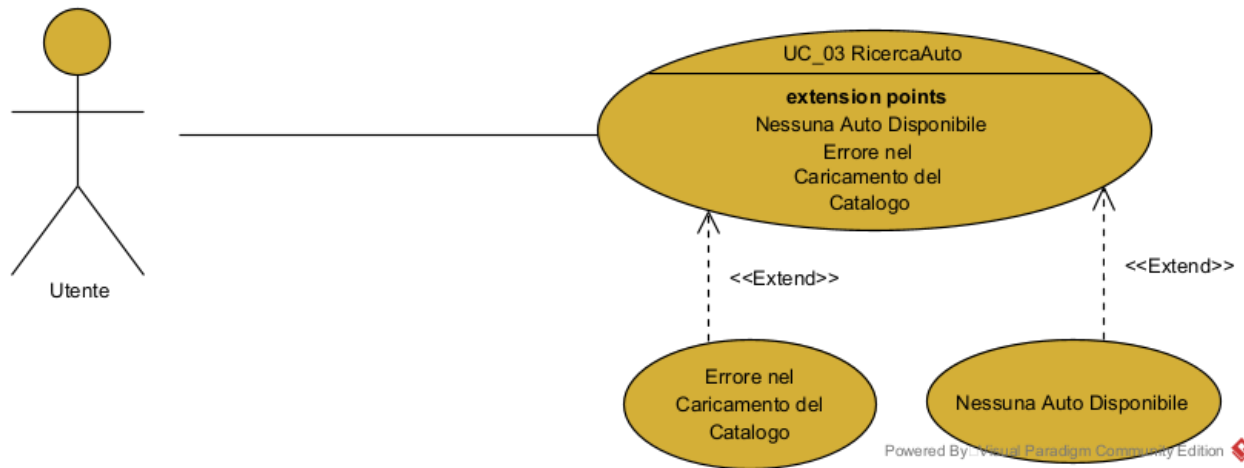 UC_03 RicercaAuto
extension points
Nessuna Auto Disponibile
Errore nel
Caricamento del
Catalogo
Utente
<<Extend>>
<<Extend>>
Errore nel
Caricamento del
Catalogo
Nessuna Auto Disponibile
Powered By Visual Paradigm Community Edition